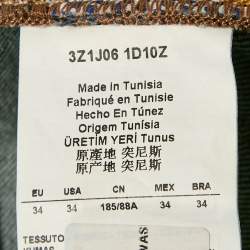 3Z1J06 1D10Z
Made in Tunisia
Fabriqué en Tunisie
Hecho En Túnez
Origem Tunísia
ÜRETİM YERİ Tunus
原產地 突尼斯
原产地 突尼斯
EU USA CN MEX BRA
34 34 185/88A 34 34
TESSUTO
KUMAS